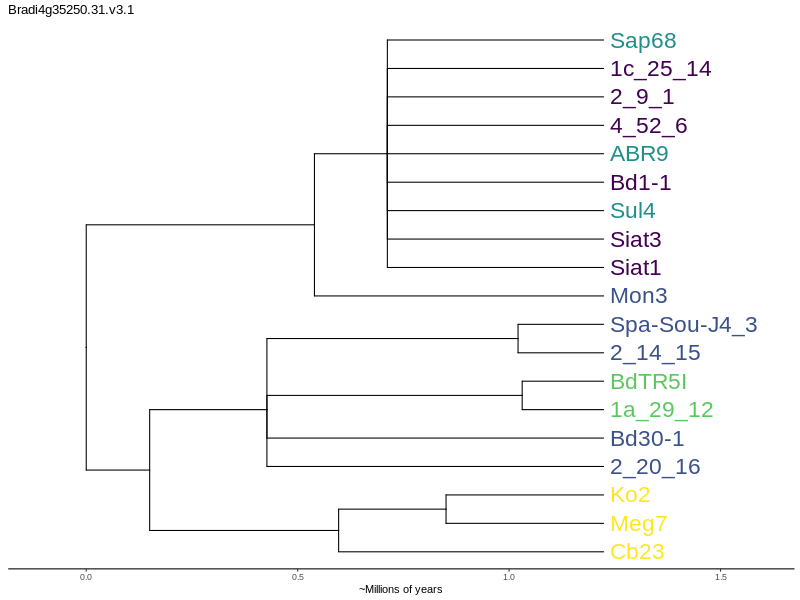 Bradi4g35250.31.v3.1
Sap68
1c_25_14
2_9_1
4_52_6
ABR9
Bd1-1
Sul4
Siat3
Siat1
Mon3
Spa-Sou-J4_3
2_14_15
BdTR5I
1a_29_12
Bd30-1
2_20_16
Ko2
Meg7
Cb23
0.0 0.5 1.0 1.5
~Millions of years